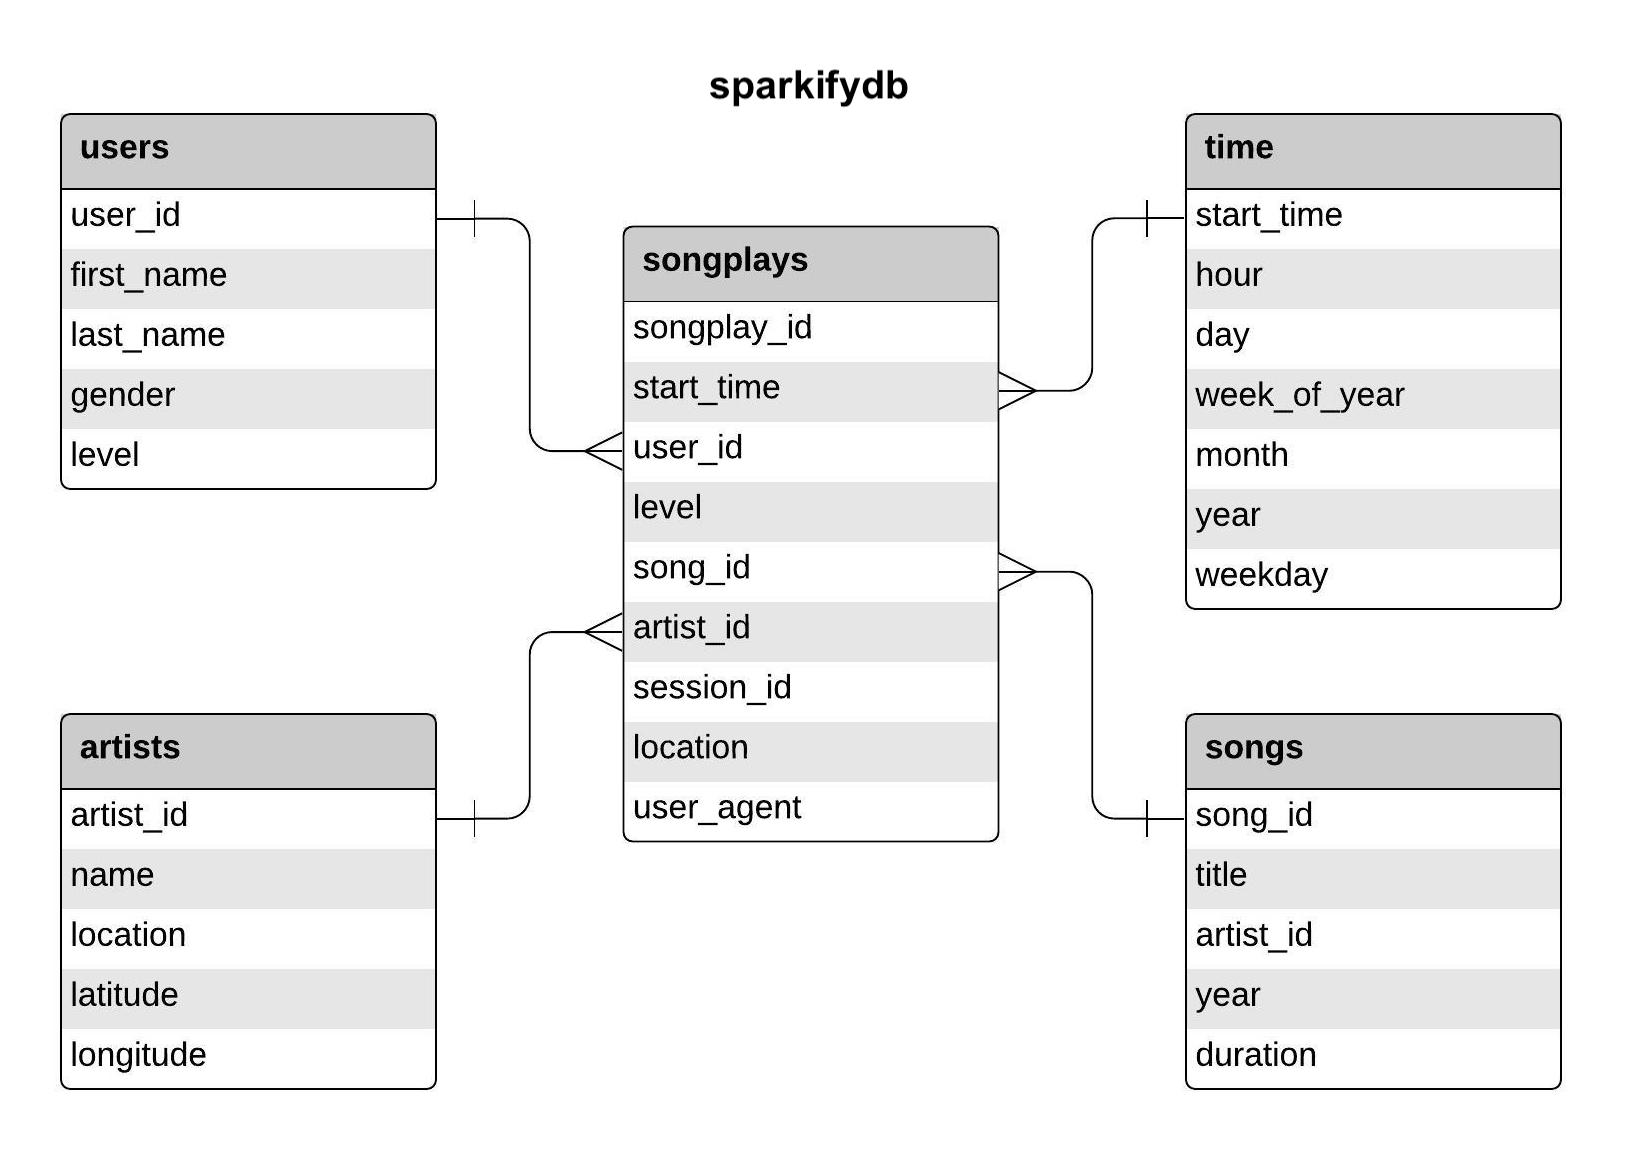 sparkifydb
users
user_id
first_name
last_name
gender
level
songplays
songplay_id
start_time
user_id
level
song_id
artist_id
session_id
location
user_agent
time
start_time
hour
day
week_of_year
month
year
weekday
artists
artist_id
name
location
latitude
longitude
songs
song_id
title
artist_id
year
duration